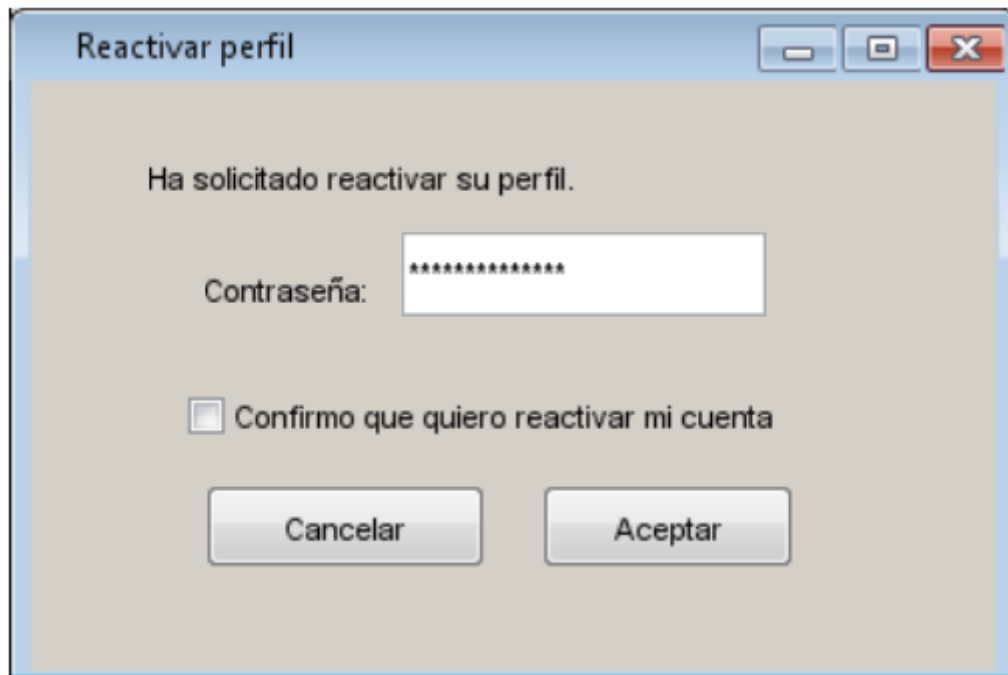 Reactivar perfil
Ha solicitado reactivar su perfil.
Contraseña: **************
Confirmo que quiero reactivar mi cuenta
Cancelar Aceptar